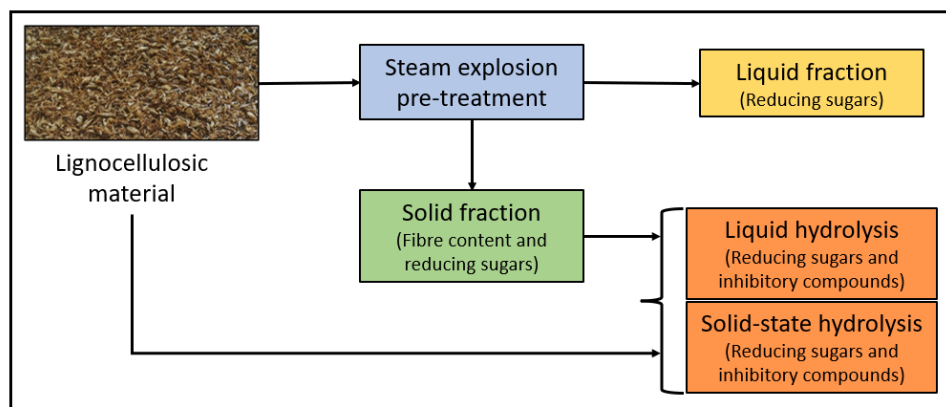 Lignocellulosic
material
Steam explosion
pre-treatment
Liquid fraction
(Reducing sugars)
Solid fraction
(Fibre content and
reducing sugars)
Liquid hydrolysis
(Reducing sugars and
inhibitory compounds)
Solid-state hydrolysis
(Reducing sugars and
inhibitory compounds)